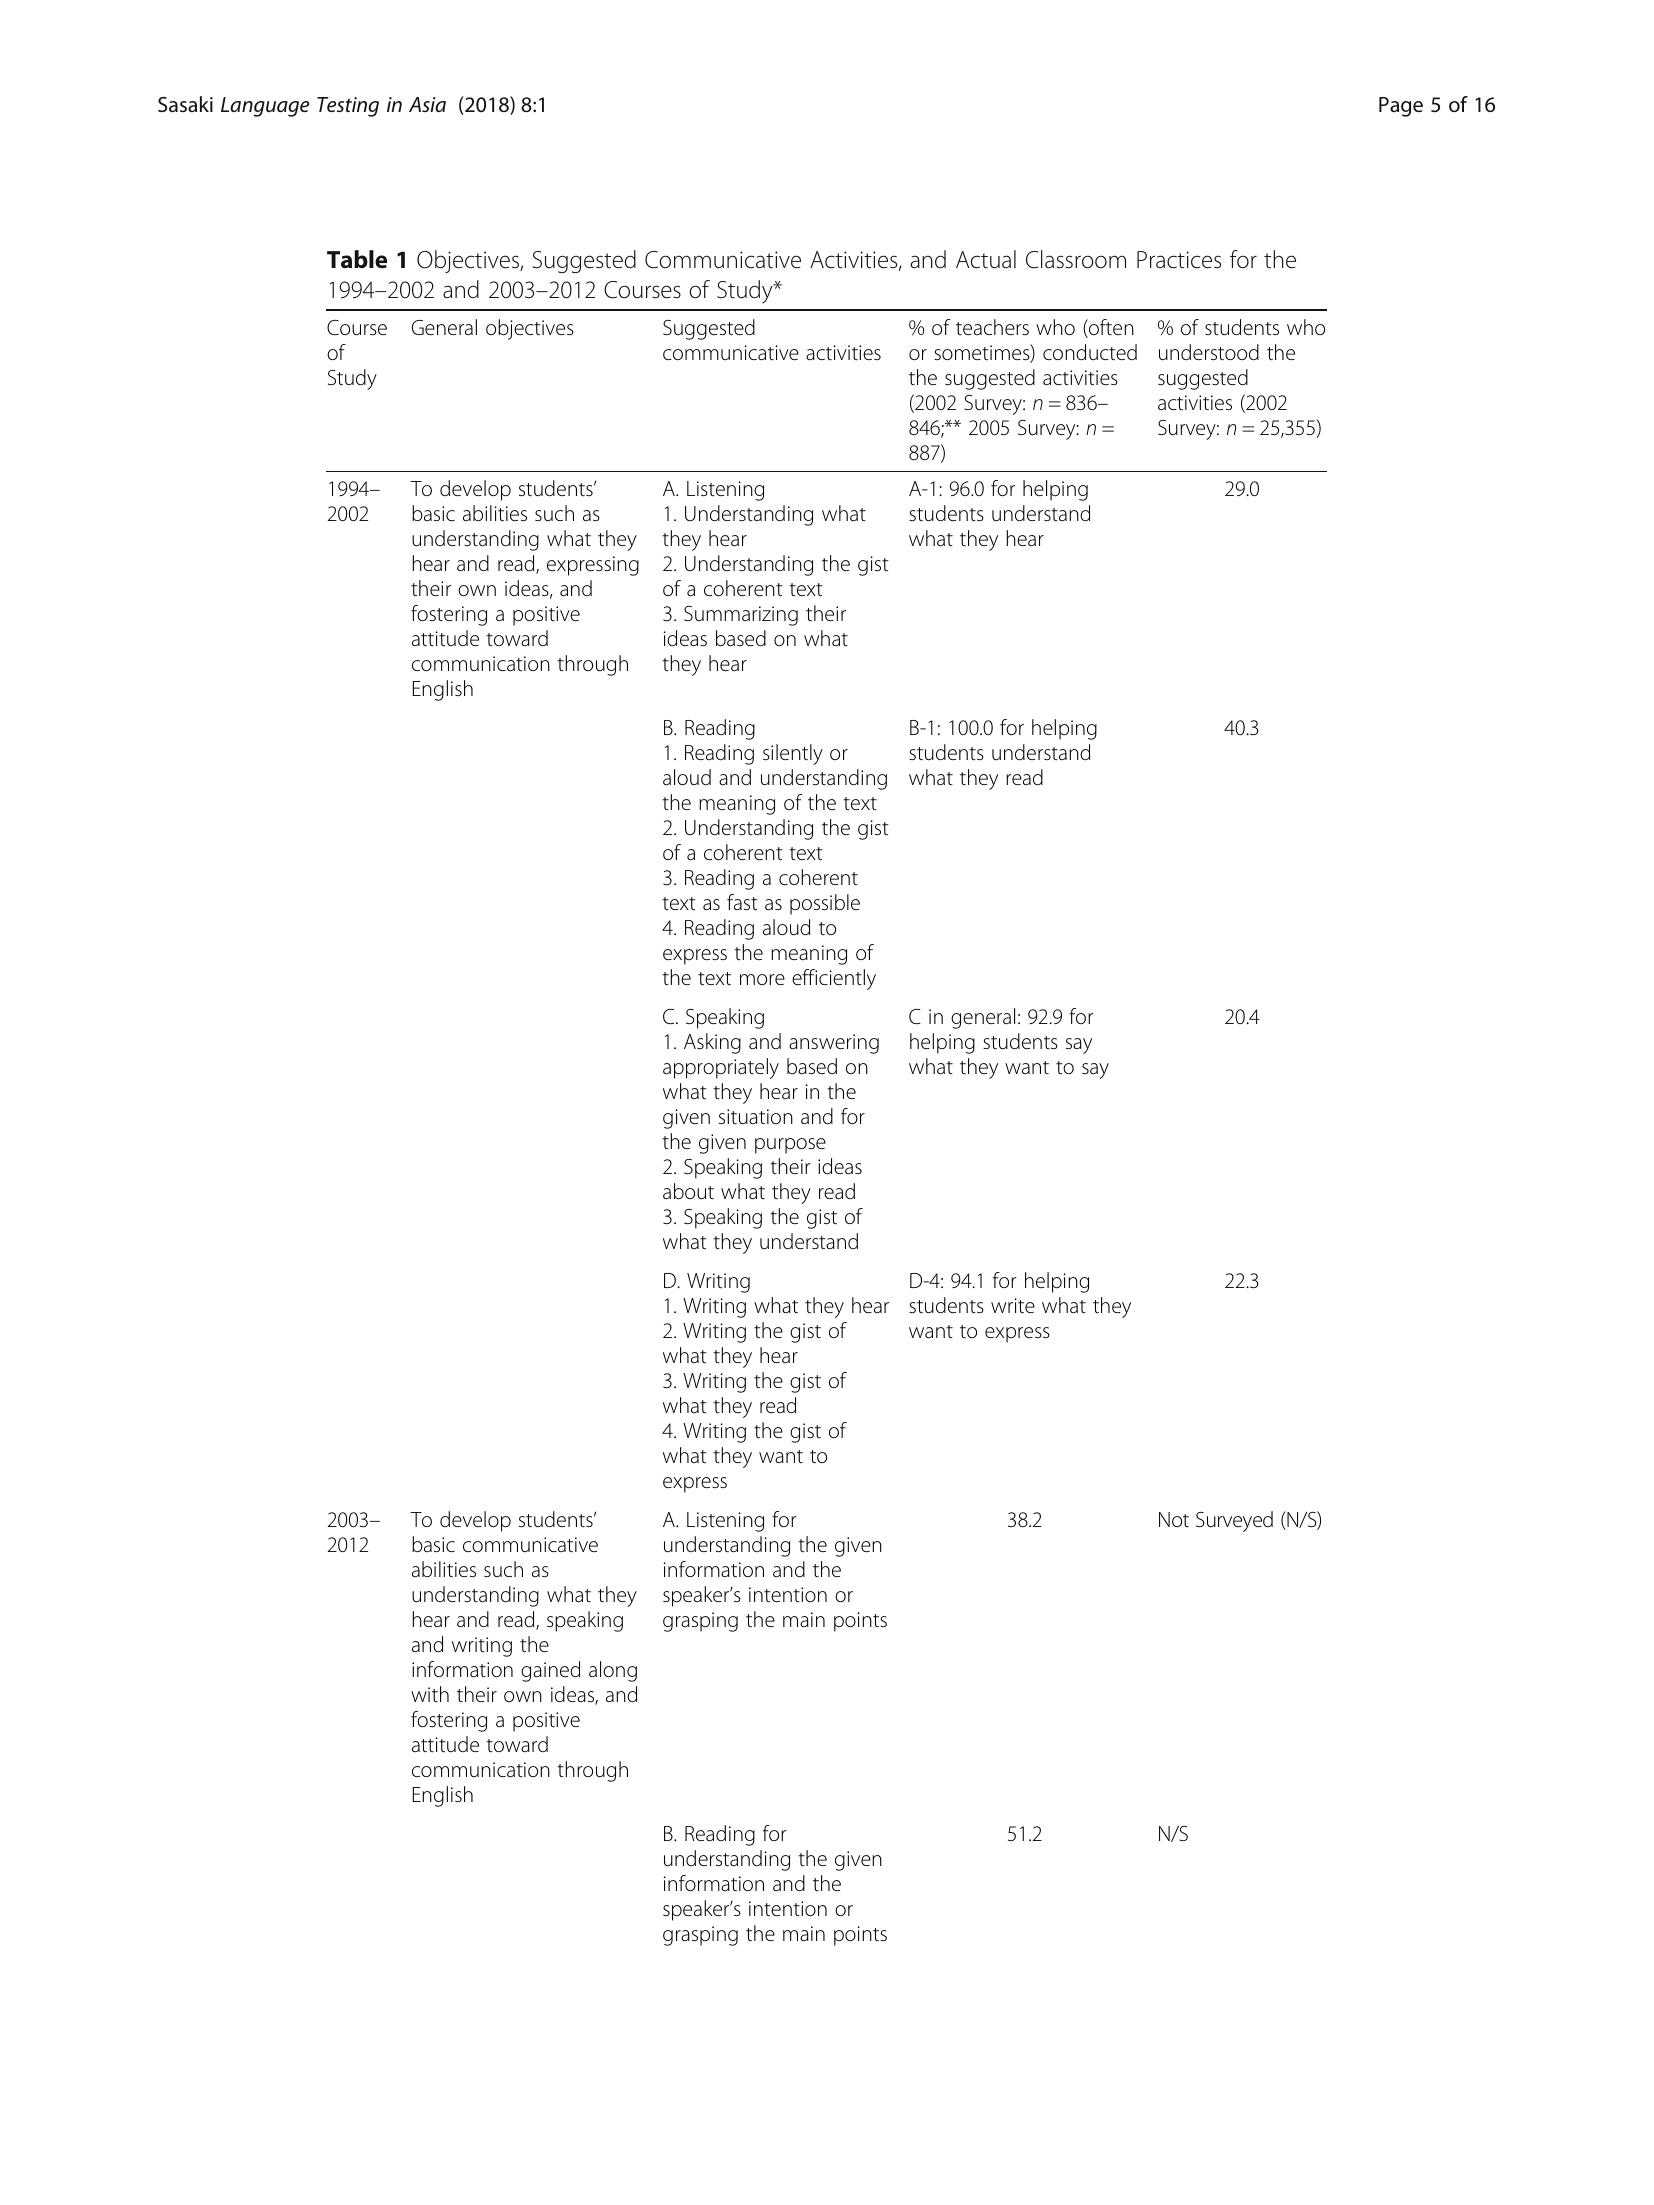 Sasaki Language Testing in Asia (2018) 8:1
Page 5 of 16
Table 1 Objectives, Suggested Communicative Activities, and Actual Classroom Practices for the
1994–2002 and 2003–2012 Courses of Study*
Course
of
Study
General objectives
Suggested
communicative activities
% of teachers who (often
or sometimes) conducted
the suggested activities
(2002 Survey: n = 836–
846;** 2005 Survey: n =
887)
% of students who
understood the
suggested
activities (2002
Survey: n = 25,355)
1994–
2002
To develop students’
basic abilities such as
understanding what they
hear and read, expressing
their own ideas, and
fostering a positive
attitude toward
communication through
English
A. Listening
1. Understanding what
they hear
2. Understanding the gist
of a coherent text
3. Summarizing their
ideas based on what
they hear
A-1: 96.0 for helping
students understand
what they hear
29.0
B. Reading
1. Reading silently or
aloud and understanding
the meaning of the text
2. Understanding the gist
of a coherent text
3. Reading a coherent
text as fast as possible
4. Reading aloud to
express the meaning of
the text more efficiently
B-1: 100.0 for helping
students understand
what they read
40.3
C. Speaking
1. Asking and answering
appropriately based on
what they hear in the
given situation and for
the given purpose
2. Speaking their ideas
about what they read
3. Speaking the gist of
what they understand
C in general: 92.9 for
helping students say
what they want to say
20.4
D. Writing
1. Writing what they hear
2. Writing the gist of
what they hear
3. Writing the gist of
what they read
4. Writing the gist of
what they want to
express
D-4: 94.1 for helping
students write what they
want to express
22.3
2003–
2012
To develop students’
basic communicative
abilities such as
understanding what they
hear and read, speaking
and writing the
information gained along
with their own ideas, and
fostering a positive
attitude toward
communication through
English
A. Listening for
understanding the given
information and the
speaker’s intention or
grasping the main points
38.2
Not Surveyed (N/S)
B. Reading for
understanding the given
information and the
speaker’s intention or
grasping the main points
51.2
N/S